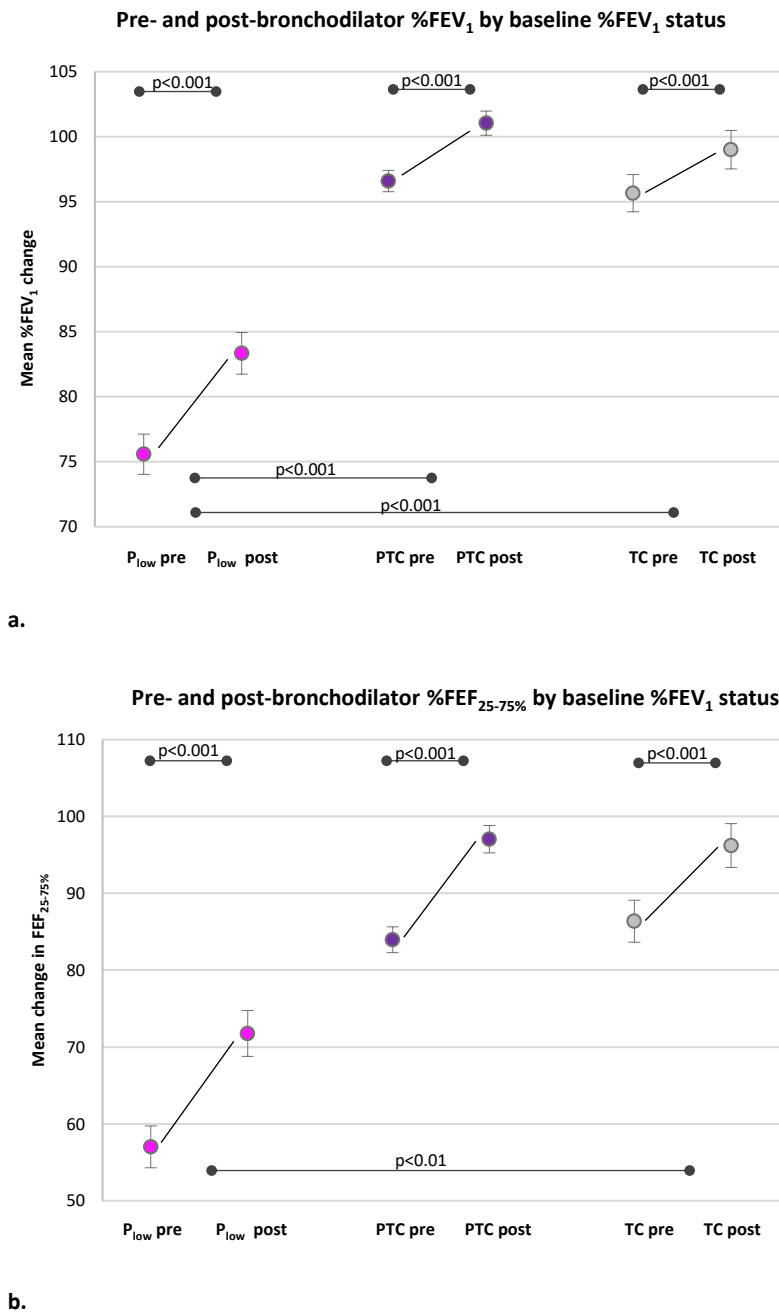 Pre- and post-bronchodilator %FEV₁ by baseline %FEV₁ status
105
100
95
90
85
80
75
70
Mean %FEV₁ change
p<0.001
p<0.001
p<0.001
p<0.001
p<0.001
P_low pre P_low post PTC pre PTC post TC pre TC post
a.
Pre- and post-bronchodilator %FEF₂₅₋₇₅% by baseline %FEV₁ status
110
100
90
80
70
60
50
Mean change in FEF₂₅₋₇₅%
p<0.001
p<0.001
p<0.001
p<0.01
P_low pre P_low post PTC pre PTC post TC pre TC post
b.